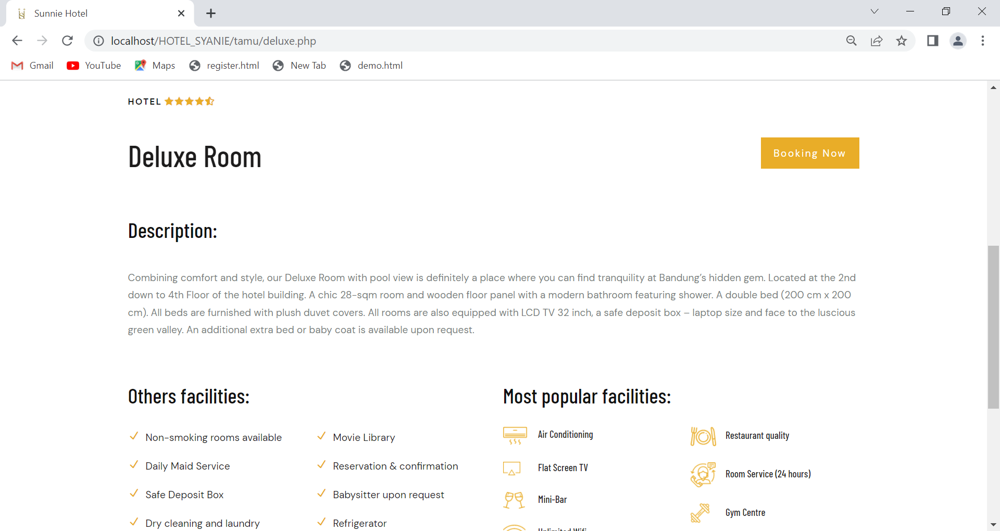 Sunnie Hotel
localhost/HOTEL_SYANIE/tamu/deluxe.php
Gmail
YouTube
Maps
register.html
New Tab
demo.html
HOTEL
Deluxe Room
Booking Now
Description:
Combining comfort and style, our Deluxe Room with pool view is definitely a place where you can find tranquility at Bandung’s hidden gem. Located at the 2nd
down to 4th Floor of the hotel building. A chic 28-sqm room and wooden floor panel with a modern bathroom featuring shower. A double bed (200 cm x 200
cm). All beds are furnished with plush duvet covers. All rooms are also equipped with LCD TV 32 inch, a safe deposit box – laptop size and face to the luscious
green valley. An additional extra bed or baby coat is available upon request.
Others facilities:
Non-smoking rooms available
Movie Library
Daily Maid Service
Reservation & confirmation
Safe Deposit Box
Babysitter upon request
Dry cleaning and laundry
Refrigerator
Most popular facilities:
Air Conditioning
Restaurant quality
Flat Screen TV
Room Service (24 hours)
Mini-Bar
Gym Centre
Unlimited Wifi